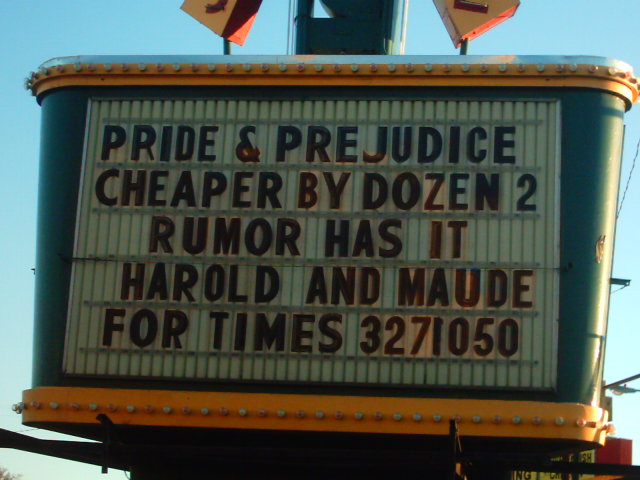 PRIDE & PREJUDICE
CHEAPER BY DOZEN 2
RUMOR HAS IT
HAROLD AND MAUDE
FOR TIMES 3271050